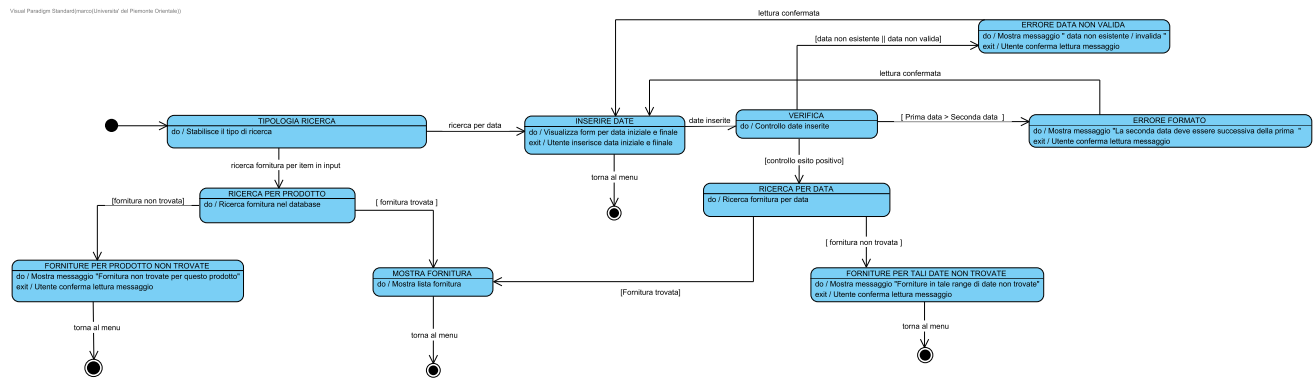 Visual Paradigm Standard(marco(Universita' del Piemonte Orientale))
lettura confermata
ERRORE DATA NON VALIDA
do / Mostra messaggio " data non esistente / invalida "
exit / Utente conferma lettura messaggio
[data non esistente || data non valida]
lettura confermata
TIPOLOGIA RICERCA
do / Stabilisce il tipo di ricerca
ricerca per data
INSERIRE DATE
do / Visualizza form per data iniziale e finale
exit / Utente inserisce data iniziale e fiinale
date inserite
VERIFICA
do / Controllo date inserite
[ Prima data > Seconda data ]
ERRORE FORMATO
do / Mostra messaggio "La seconda data deve essere successiva della prima "
exit / Utente conferma lettura messaggio
ricerca fornitura per item in input
torna al menu
[controllo esito positivo]
RICERCA PER PRODOTTO
do / Ricerca fornitura nel database
RICERCA PER DATA
do / Ricerca fornitura per data
[fornitura non trovata]
[ fornitura trovata ]
[ fornitura non trovata ]
FORNITURE PER PRODOTTO NON TROVATE
do / Mostra messaggio "Fornitura non trovate per questo prodotto"
exit / Utente conferma lettura messaggio
MOSTRA FORNITURA
do / Mostra lista fornitura
[Fornitura trovata]
FORNITURE PER TALI DATE NON TROVATE
do / Mostra messaggio "Forniture in tale range di date non trovate"
exit / Utente conferma lettura messaggio
torna al menu
torna al menu
torna al menu